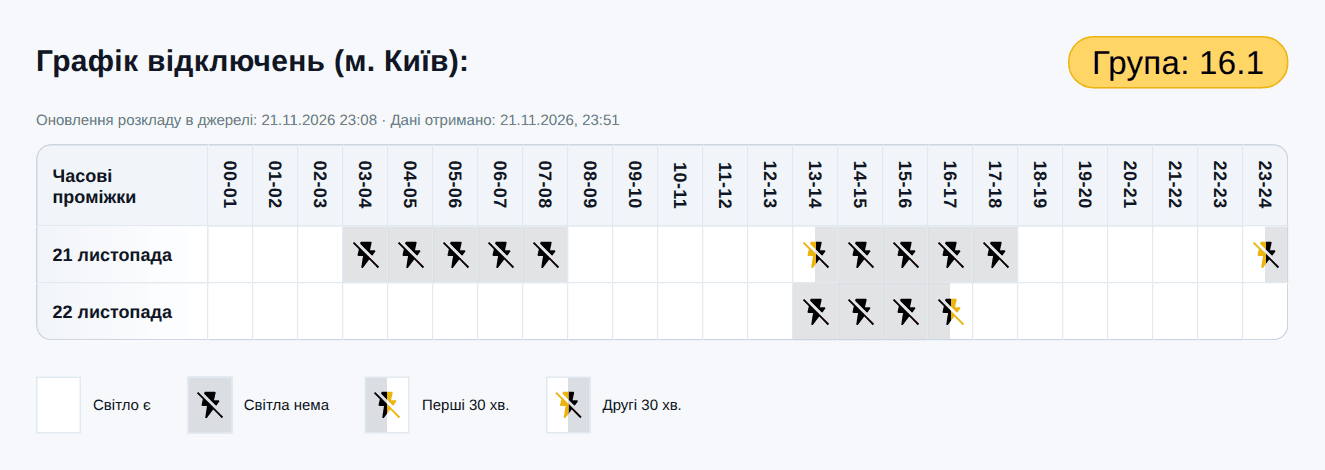 Графік відключень (м. Київ):
Група: 16.1
Оновлення розкладу в джерелі: 21.11.2026 23:08 · Дані отримано: 21.11.2026, 23:51
Часові
проміжки
00-01
01-02
02-03
03-04
04-05
05-06
06-07
07-08
08-09
09-10
10-11
11-12
12-13
13-14
14-15
15-16
16-17
17-18
18-19
19-20
20-21
21-22
22-23
23-24
21 листопада
22 листопада
Світло є
Світла нема
Перші 30 хв.
Другі 30 хв.